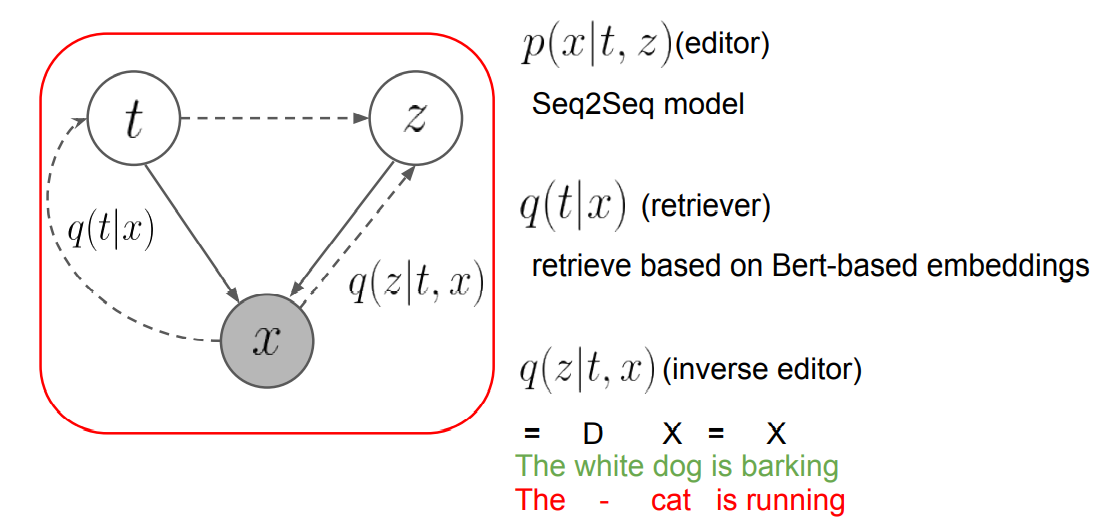 t
z
q(t|x)
q(z|t, x)
x
p(x|t, z)(editor)
Seq2Seq model
q(t|x) (retriever)
retrieve based on Bert-based embeddings
q(z|t, x) (inverse editor)
= D X = X
The white dog is barking
The - cat is running